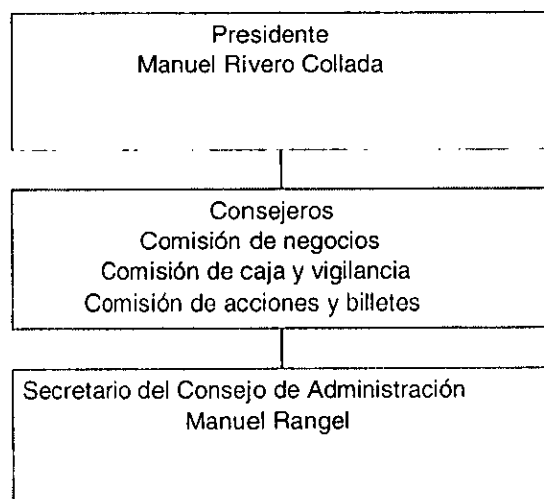 Presidente
Manuel Rivero Collada
Consejeros
Comisión de negocios
Comisión de caja y vigilancia
Comisión de acciones y billetes
Secretario del Consejo de Administración
Manuel Rangel